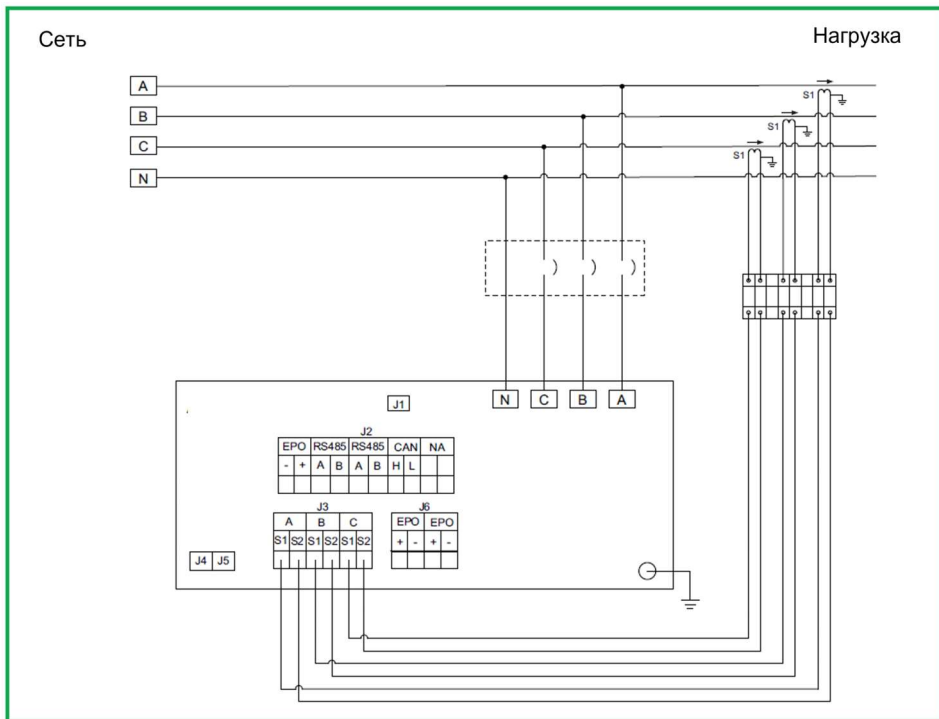 Сеть Нагрузка
A
S1
B
S1
C
S1
N
N C B A
J1
J2
EPO RS485 RS485 CAN NA
- + A B A B H L
J3 J6
A B C EPO EPO
S1 S2 S1 S2 S1 S2 + - + -
J4 J5